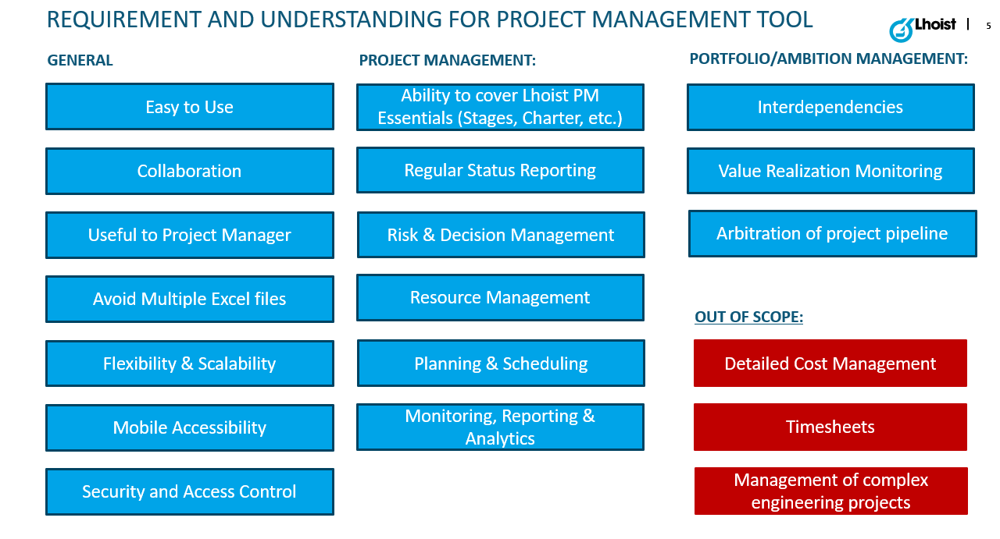 REQUIREMENT AND UNDERSTANDING FOR PROJECT MANAGEMENT TOOL
Lhoist
5
GENERAL
Easy to Use
Collaboration
Useful to Project Manager
Avoid Multiple Excel files
Flexibility & Scalability
Mobile Accessibility
Security and Access Control
PROJECT MANAGEMENT:
Ability to cover Lhoist PM
Essentials (Stages, Charter, etc.)
Regular Status Reporting
Risk & Decision Management
Resource Management
Planning & Scheduling
Monitoring, Reporting &
Analytics
PORTFOLIO/AMBITION MANAGEMENT:
Interdependencies
Value Realization Monitoring
Arbitration of project pipeline
OUT OF SCOPE:
Detailed Cost Management
Timesheets
Management of complex
engineering projects